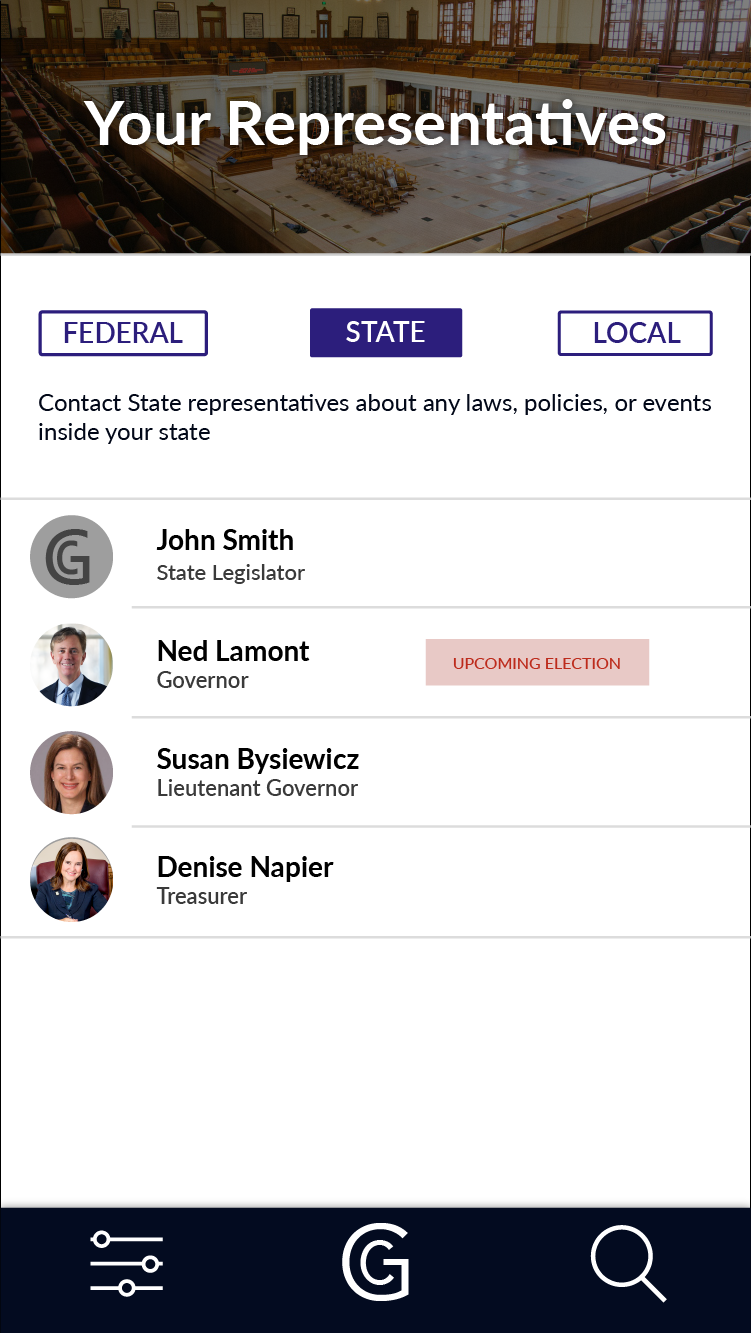 Your Representatives
FEDERAL
STATE
LOCAL
Contact State representatives about any laws, policies, or events
inside your state
John Smith
State Legislator
Ned Lamont
Governor
UPCOMING ELECTION
Susan Bysiewicz
Lieutenant Governor
Denise Napier
Treasurer